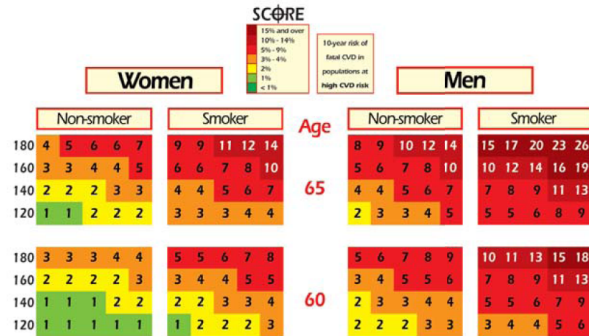 SCORE
15% and over
10% - 14%
5% - 9%
3% - 4%
2%
1%
< 1%
10-year risk of
fatal CVD in
populations at
high CVD risk
Women
Men
Non-smoker Smoker Age Non-smoker Smoker
180 4 5 6 6 7 9 9 11 12 14 8 9 10 12 14 15 17 20 23 26
160 3 3 4 4 5 6 6 7 8 10 5 6 7 8 10 10 12 14 16 19
140 2 2 2 3 3 4 4 5 6 7 65 4 4 5 6 7 7 8 9 11 13
120 1 1 2 2 2 3 3 3 4 4 2 3 3 4 5 5 5 6 8 9
180 3 3 3 4 4 5 5 6 7 8 5 6 7 8 9 10 11 13 15 18
160 2 2 2 2 3 3 4 4 5 5 3 4 5 5 6 7 8 9 11 13
140 1 1 1 2 2 2 2 3 3 4 60 2 3 3 4 4 5 5 6 7 9
120 1 1 1 1 1 1 2 2 2 3 2 2 2 3 3 3 4 4 5 6